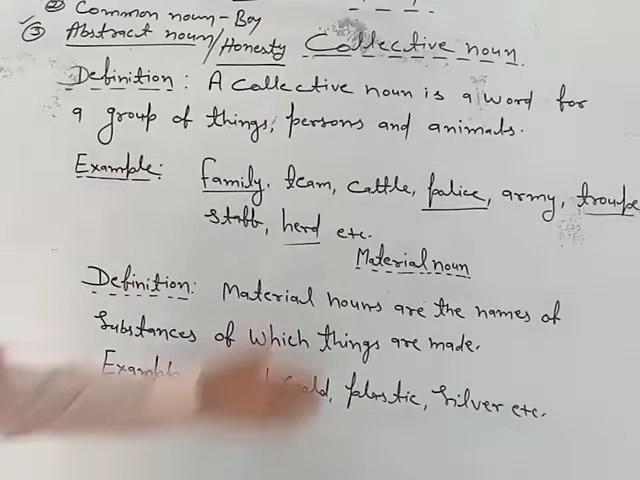 ② Common noun - Boy
③ Abstract noun/Honesty Collective noun.
Definition: A collective noun is a word for
a group of things, persons and animals.
Example: Family, team, cattle, police, army, troupe
staff, herd etc.
Material noun
Definition: Material nouns are the names of
substances of which things are made.
Example Gold, plastic, Silver etc.